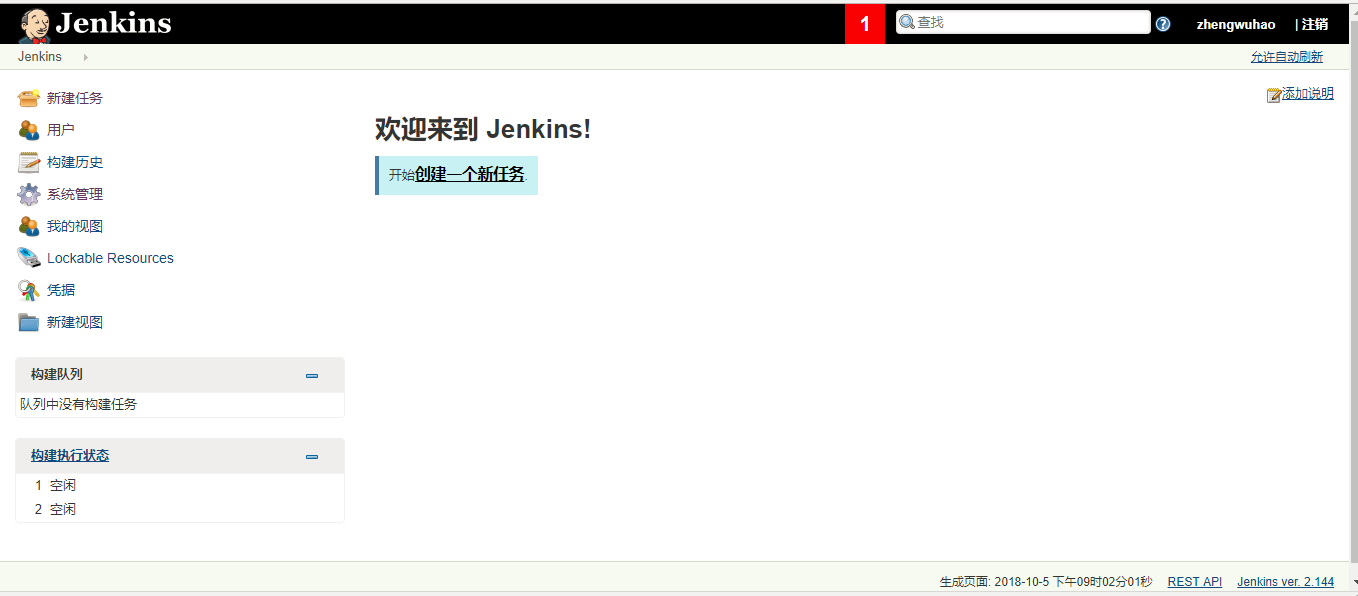 Jenkins
1
查找
zhengwuhao
| 注销
Jenkins
允许自动刷新
新建任务
用户
构建历史
系统管理
我的视图
Lockable Resources
凭据
新建视图
添加说明
欢迎来到 Jenkins!
开始创建一个新任务.
构建队列
队列中没有构建任务
构建执行状态
1 空闲
2 空闲
生成页面: 2018-10-5 下午09时02分01秒 REST API Jenkins ver. 2.144